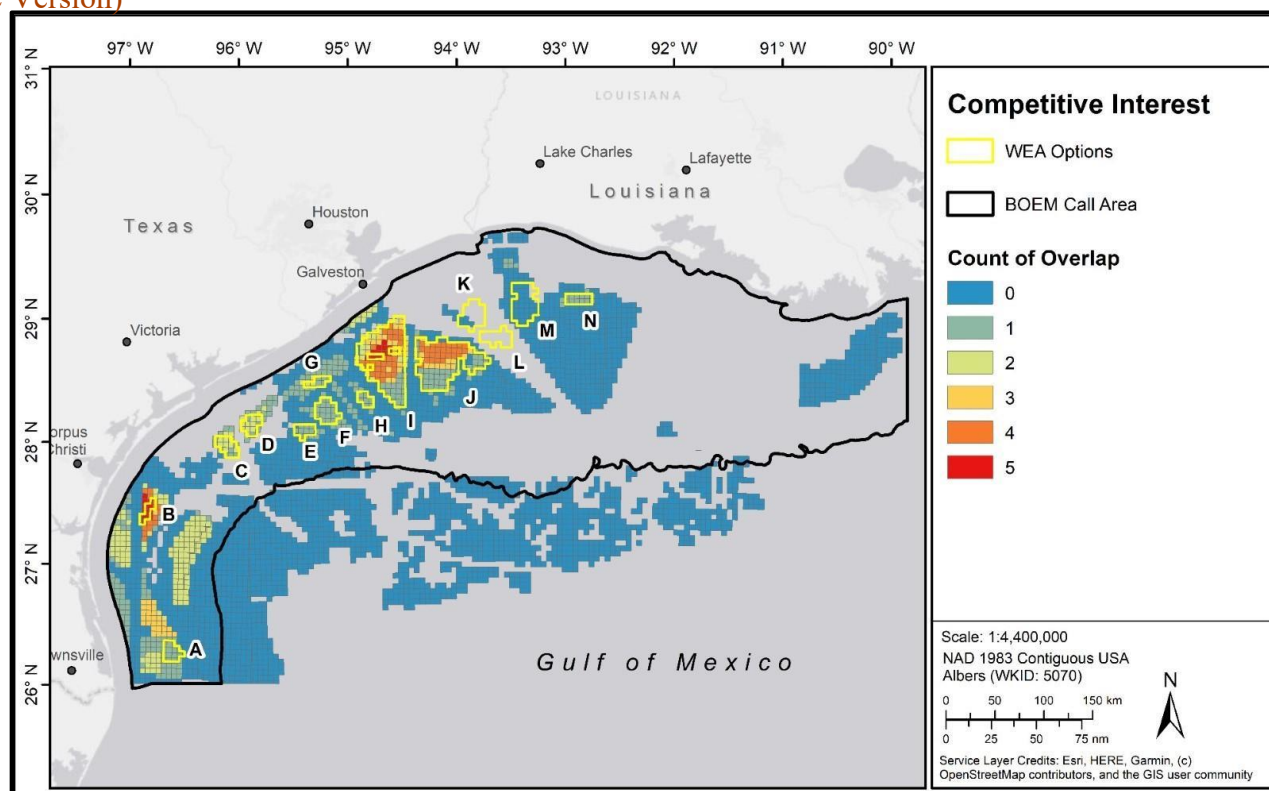 Version)
97° W 96° W 95° W 94° W 93° W 92° W 91° W 90° W
31° N
30° N
29° N
28° N
27° N
26° N
LOUISIANA
Lake Charles
Lafayette
Louisiana
Texas
Houston
Galveston
Victoria
orpus
Christi
wnsville
K
M
N
G
L
J
I
H
F
E
D
C
B
A
Gulf of Mexico
Competitive Interest
WEA Options
BOEM Call Area
Count of Overlap
0
1
2
3
4
5
Scale: 1:4,400,000
NAD 1983 Contiguous USA
Albers (WKID: 5070)
N
0 50 100 150 km
0 25 50 75 nm
Service Layer Credits: Esri, HERE, Garmin, (c)
OpenStreetMap contributors, and the GIS user community